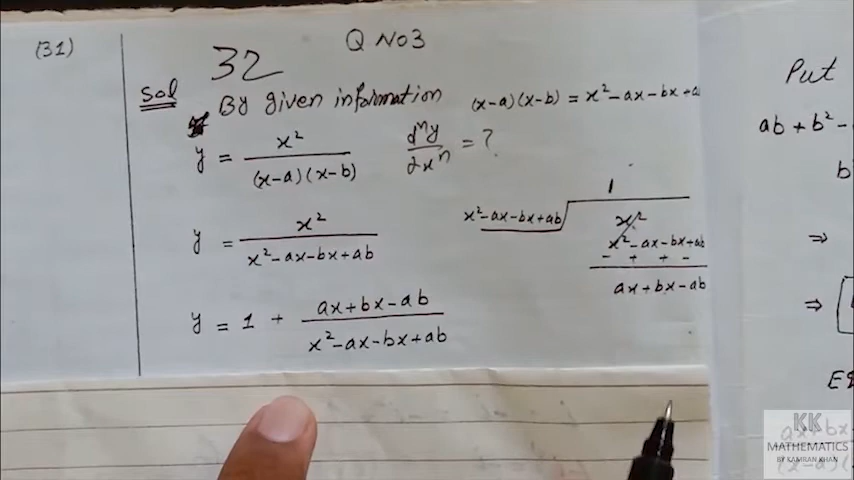 (31)
32
Q No3
Sol
By given information
(x-a)(x-b) = x²-ax-bx+a
y = x² / (x-a)(x-b)
dⁿy / dxⁿ = ?
y = x² / x²-ax-bx+ab
1
x²-ax-bx+ab
x²
x²-ax-bx+ab
- + + -
ax+bx-ab
y = 1 + ax+bx-ab / x²-ax-bx+ab
Put
ab+b²-
b
⇒
⇒
KK
MATHEMATICS
BY KAMRAN KHAN